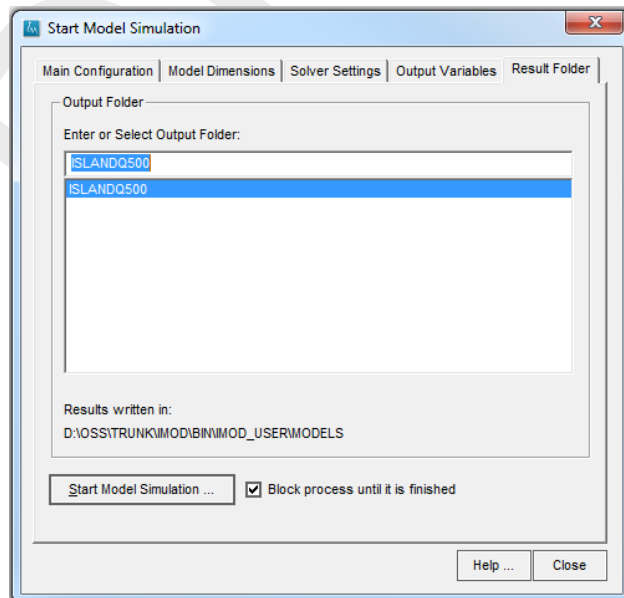 Start Model Simulation
Main Configuration Model Dimensions Solver Settings Output Variables Result Folder
Output Folder
Enter or Select Output Folder:
ISLANDQ500
ISLANDQ500
Results written in:
D:\OSS\TRUNK\IMOD\BIN\IMOD_USER\MODELS
Start Model Simulation ... Block process until it is finished
Help ... Close